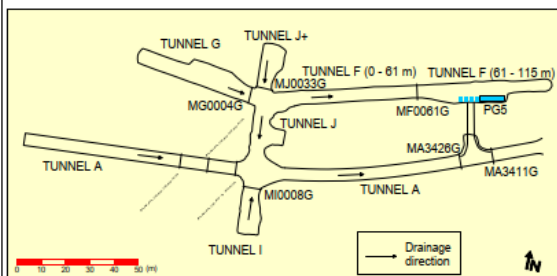 TUNNEL J+
TUNNEL G
TUNNEL F (0 - 61 m)
TUNNEL F (61 - 115 m)
MJ0033G
MG0004G
MF0061G
PG5
TUNNEL J
MA3426G
TUNNEL A
MA3411G
MI0008G
TUNNEL A
TUNNEL I
0 10 20 30 40 50 (m)
Drainage
direction
N